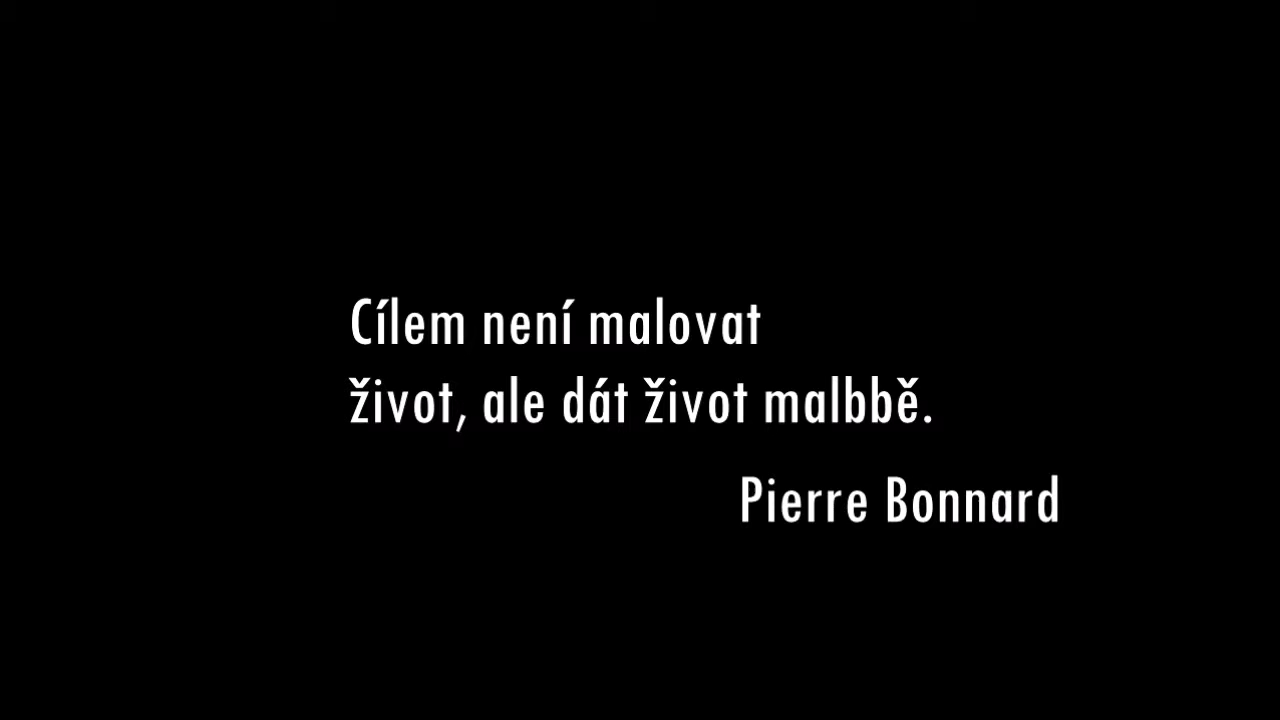 Cílem není malovat
život, ale dát život malbbě.
Pierre Bonnard